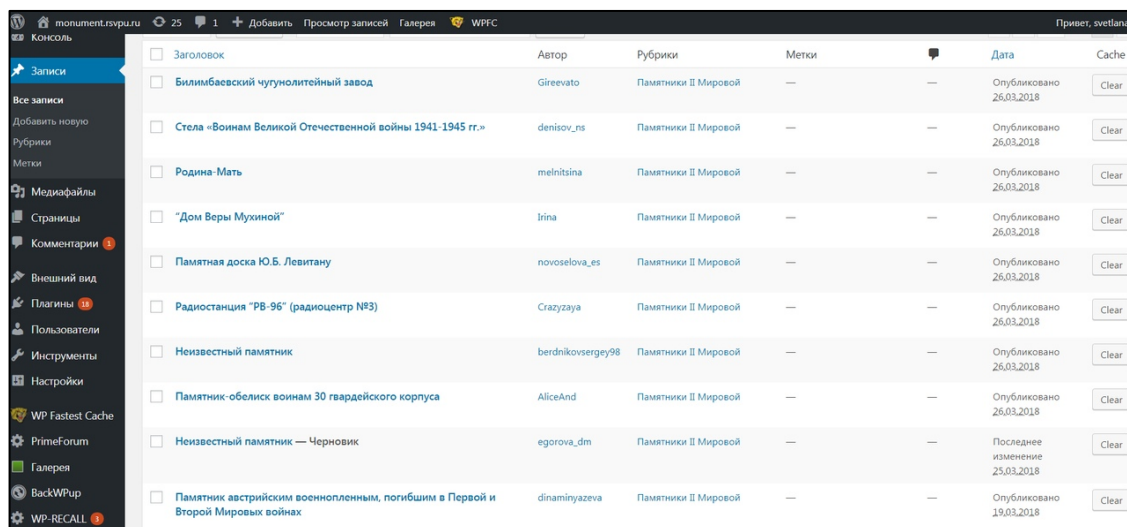 monument.rsvpu.ru 25 1 + Добавить Просмотр записей Галерея WPFC Привет, svetlana
Консоль
Записи
Все записи
Добавить новую
Рубрики
Метки
Медиафайлы
Страницы
Комментарии 1
Внешний вид
Плагины 18
Пользователи
Инструменты
Настройки
WP Fastest Cache
PrimeForum
Галерея
BackWPup
WP-RECALL 3
Заголовок Автор Рубрики Метки Дата Cache
Билимбаевский чугунолитейный завод Gireevato Памятники II Мировой — — Опубликовано Clear
26.03.2018
Стела «Воинам Великой Отечественной войны 1941-1945 гг.» denisov_ns Памятники II Мировой — — Опубликовано Clear
26.03.2018
Родина-Мать melnitsina Памятники II Мировой — — Опубликовано Clear
26.03.2018
"Дом Веры Мухиной" Irina Памятники II Мировой — — Опубликовано Clear
26.03.2018
Памятная доска Ю.Б. Левитану novoselova_es Памятники II Мировой — — Опубликовано Clear
26.03.2018
Радиостанция "РВ-96" (радиоцентр №3) Crazyzaya Памятники II Мировой — — Опубликовано Clear
26.03.2018
Неизвестный памятник berdnikovsergey98 Памятники II Мировой — — Опубликовано Clear
26.03.2018
Памятник-обелиск воинам 30 гвардейского корпуса AliceAnd Памятники II Мировой — — Опубликовано Clear
26.03.2018
Неизвестный памятник — Черновик egorova_dm Памятники II Мировой — — Последнее Clear
изменение
25.03.2018
Памятник австрийским военнопленным, погибшим в Первой и dinaminyazeva Памятники II Мировой — — Опубликовано Clear
Второй Мировых войнах 19.03.2018